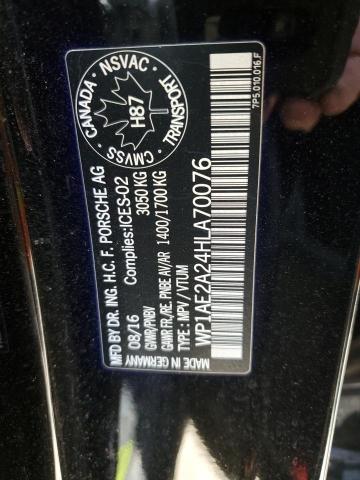 MFD BY DR. ING. H.C. F. PORSCHE AG
08/16 Complies:ICES-02
GVWR/PNBV 3050 KG
GAWR FR./RE. PNBE AV/AR 1400/1700 KG
TYPE : MPV / VTUM
WP1AE2A24HLA70076
MADE IN GERMANY
CANADA • NSVAC
CMVSS • TRANSPORT
H87
7P5.010.016.F